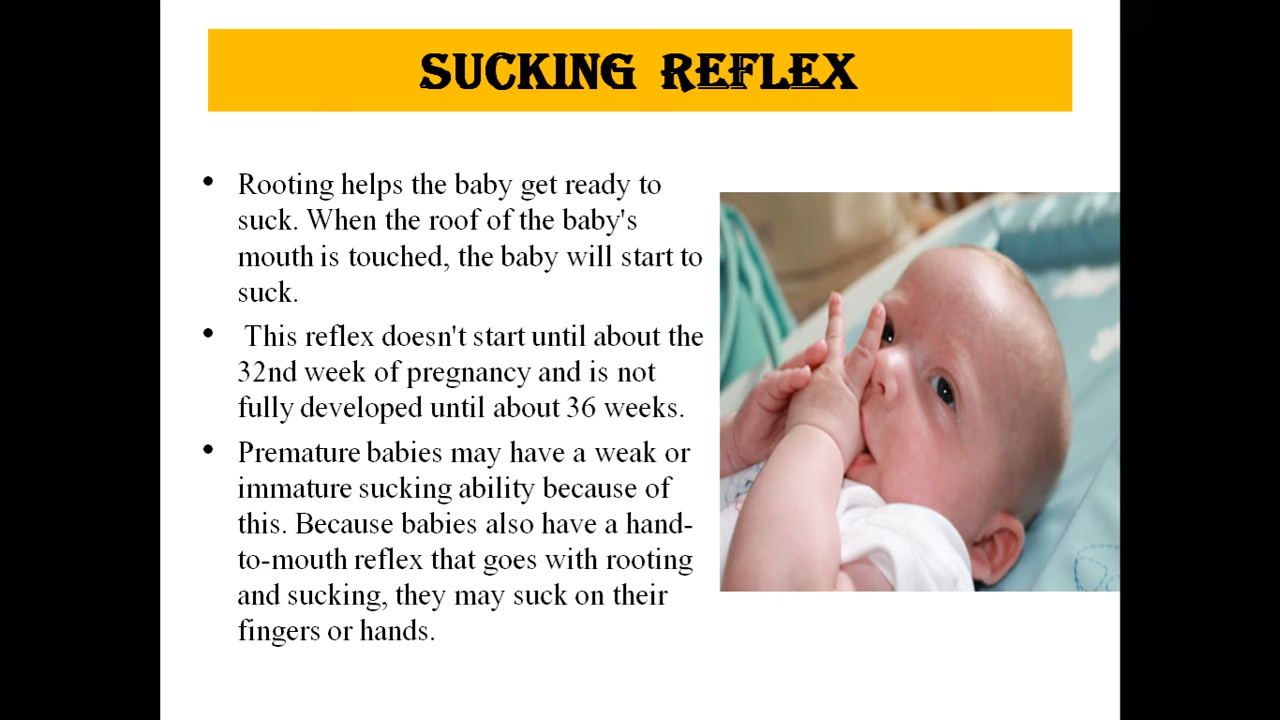 SUCKING REFLEX
• Rooting helps the baby get ready to
suck. When the roof of the baby's
mouth is touched, the baby will start to
suck.
• This reflex doesn't start until about the
32nd week of pregnancy and is not
fully developed until about 36 weeks.
• Premature babies may have a weak or
immature sucking ability because of
this. Because babies also have a hand-
to-mouth reflex that goes with rooting
and sucking, they may suck on their
fingers or hands.